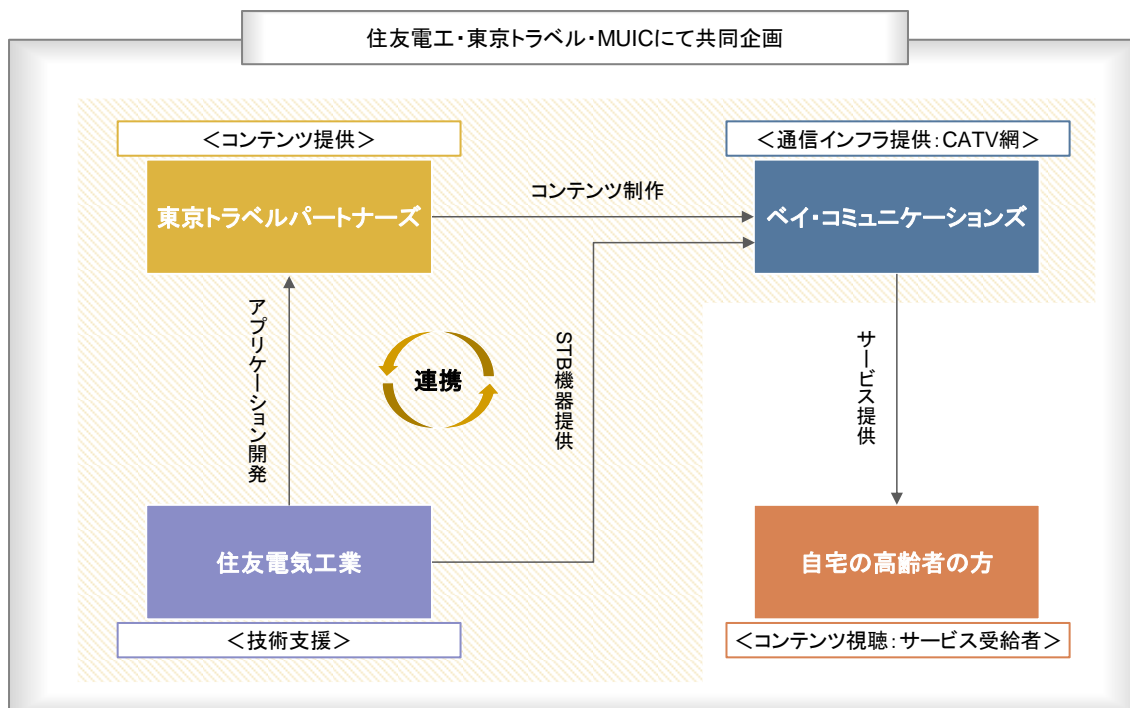 住友電工・東京トラベル・MUICにて共同企画
＜コンテンツ提供＞
東京トラベルパートナーズ
＜通信インフラ提供：CATV網＞
ベイ・コミュニケーションズ
コンテンツ制作
アプリケーション開発
連携
STB機器提供
サービス提供
住友電気工業
＜技術支援＞
自宅の高齢者の方
＜コンテンツ視聴：サービス受給者＞